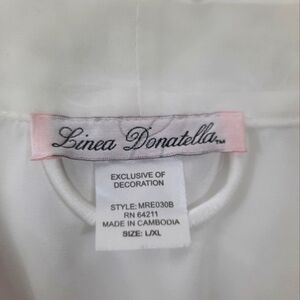 Linea Donatella™
EXCLUSIVE OF
DECORATION
STYLE: MRE030B
RN 64211
MADE IN CAMBODIA
SIZE: L/XL